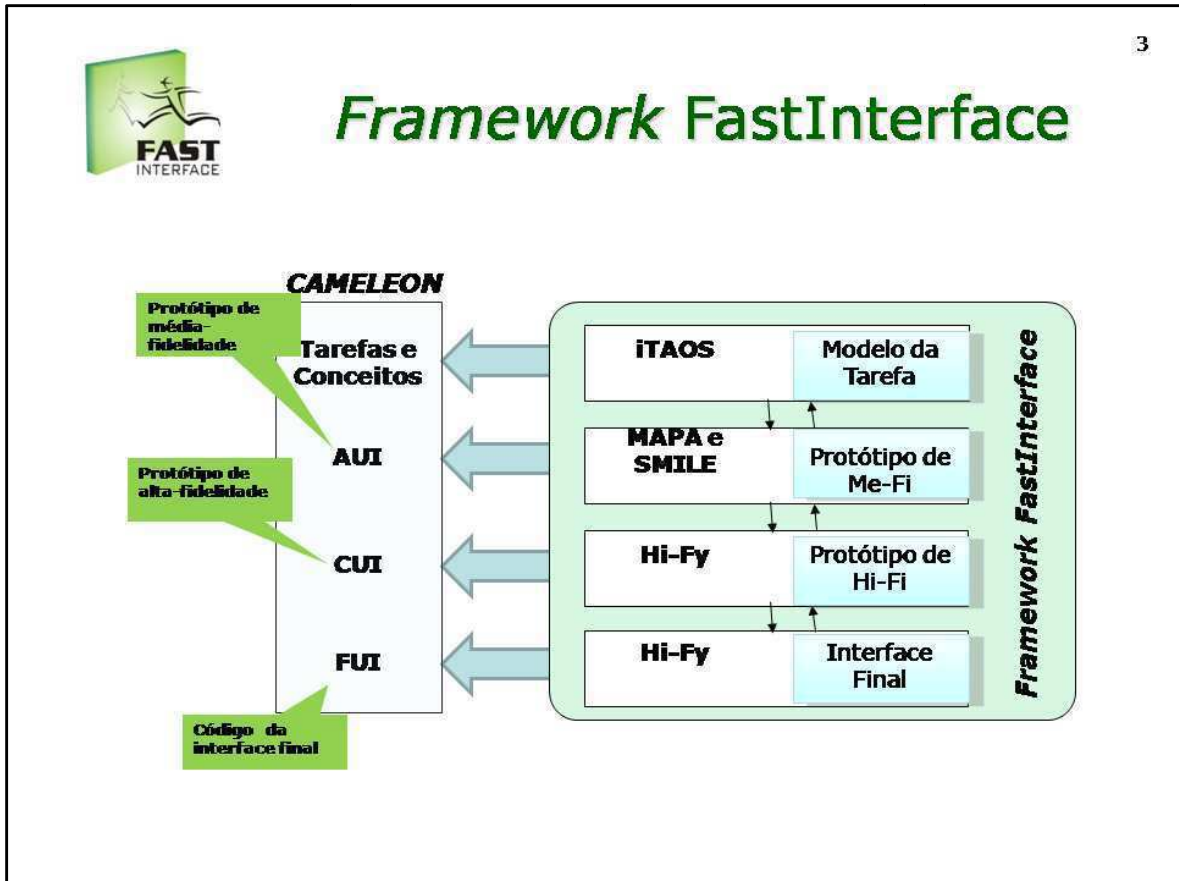 3
FAST
INTERFACE
Framework FastInterface
CAMELEON
Protótipo de
média-
fidelidade
Tarefas e
Conceitos
AUI
Protótipo de
alta-fidelidade
CUI
FUI
Código da
interface final
iTAOS
Modelo da
Tarefa
MAPA e
SMILE
Protótipo de
Me-Fi
Hi-Fy
Protótipo de
Hi-Fi
Hi-Fy
Interface
Final
Framework FastInterface